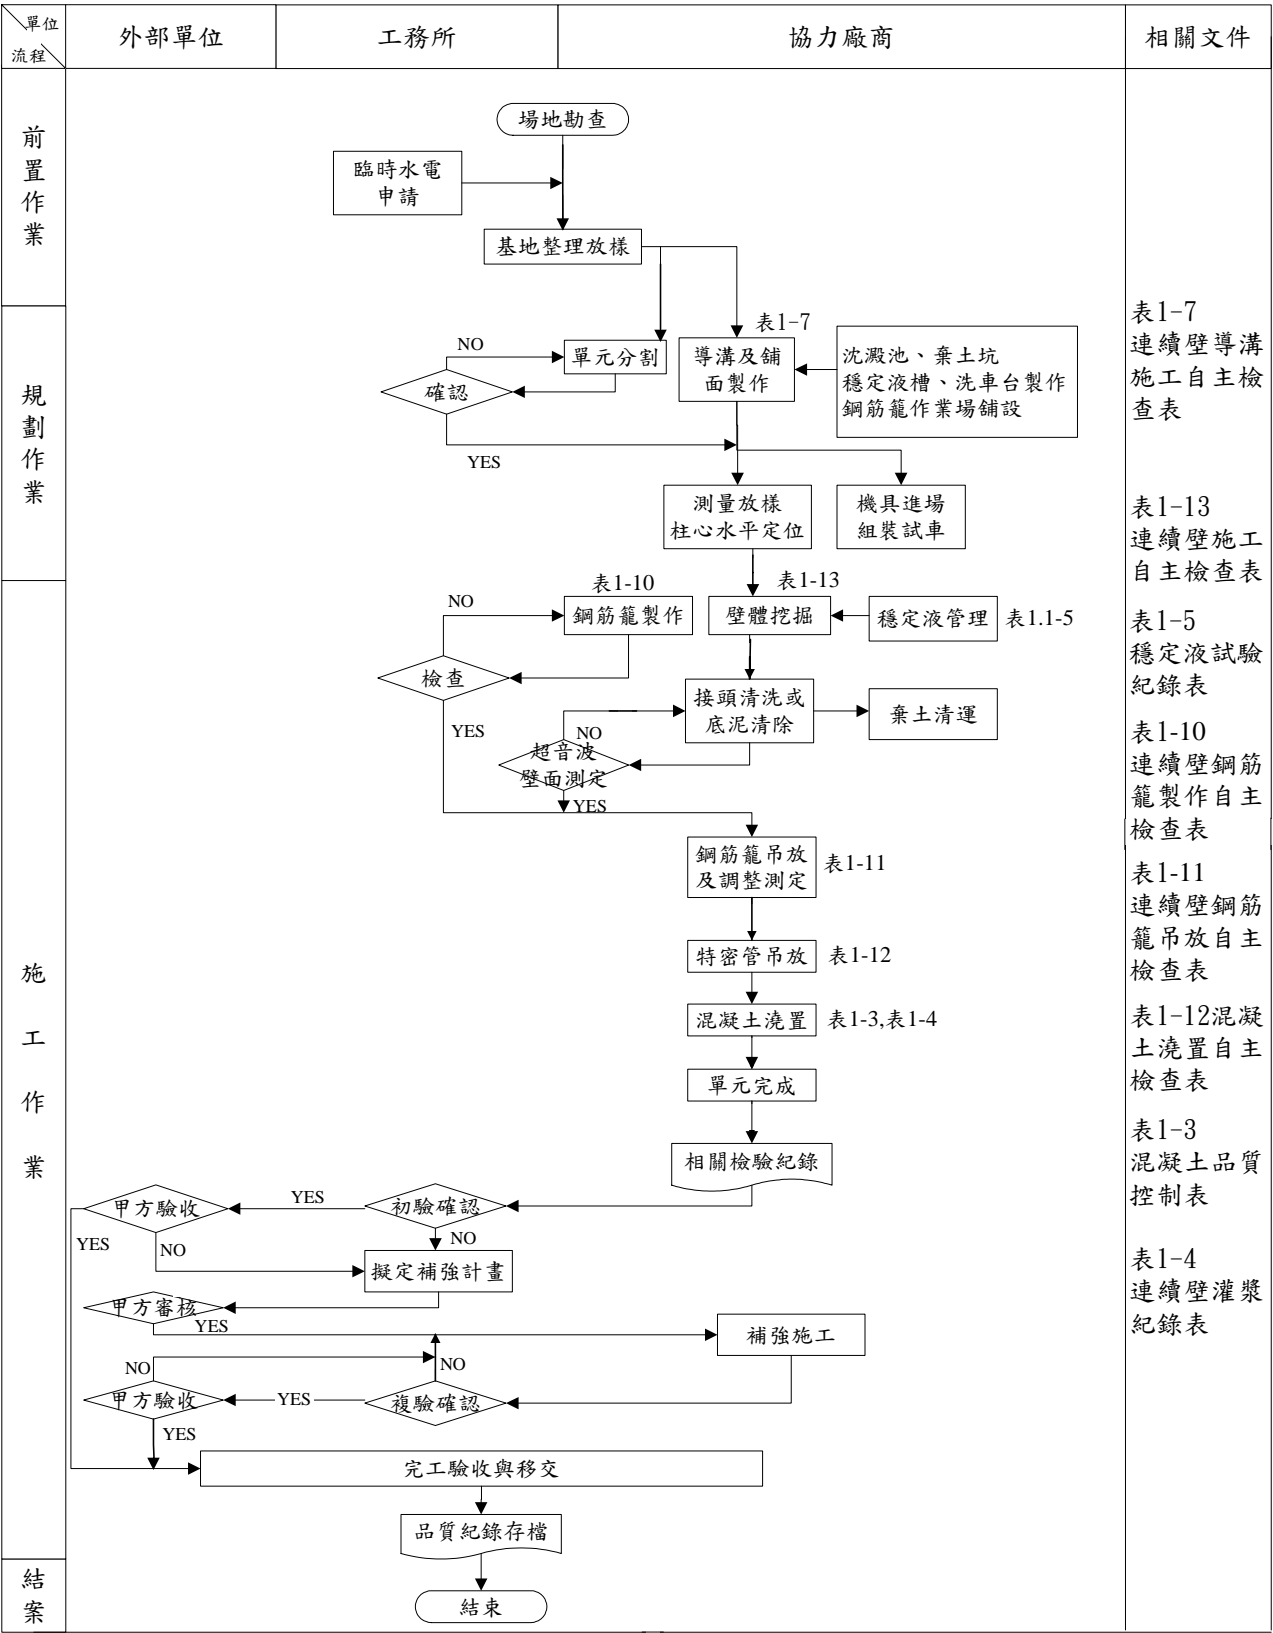 單位
流程
外部單位
工務所
協力廠商
相關文件
前
置
作
業
場地勘查
臨時水電
申請
基地整理放樣
規
劃
作
業
表1-7
NO
單元分割
確認
YES
導溝及舖
面製作
沈澱池、棄土坑
穩定液槽、洗車台製作
鋼筋籠作業場舖設
測量放樣
柱心水平定位
機具進場
組裝試車
施
工
作
業
表1-10
表1-13
NO
鋼筋籠製作
壁體挖掘
穩定液管理
表1.1-5
檢查
YES
接頭清洗或
底泥清除
棄土清運
NO
超音波
壁面測定
YES
鋼筋籠吊放
及調整測定
表1-11
特密管吊放
表1-12
混凝土澆置
表1-3,表1-4
單元完成
相關檢驗紀錄
初驗確認
YES
甲方驗收
YES
NO
NO
擬定補強計畫
甲方審核
YES
補強施工
NO
NO
甲方驗收
YES
複驗確認
YES
完工驗收與移交
品質紀錄存檔
結
案
結束
表1-7
連續壁導溝
施工自主檢
查表
表1-13
連續壁施工
自主檢查表
表1-5
穩定液試驗
紀錄表
表1-10
連續壁鋼筋
籠製作自主
檢查表
表1-11
連續壁鋼筋
籠吊放自主
檢查表
表1-12混凝
土澆置自主
檢查表
表1-3
混凝土品質
控制表
表1-4
連續壁灌漿
紀錄表